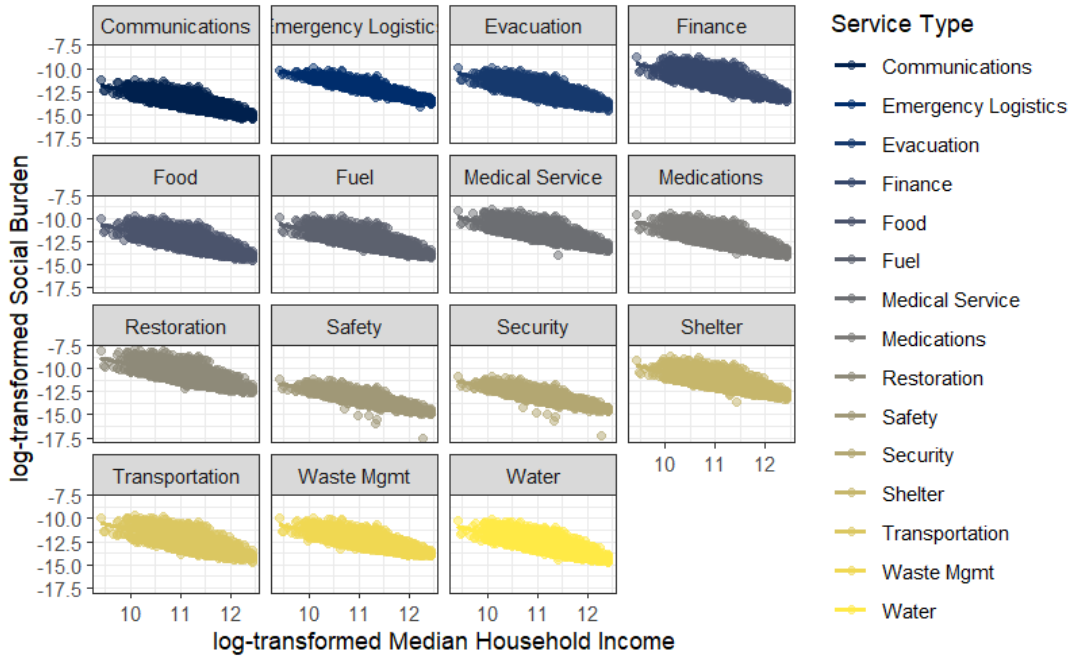 Communications Emergency Logistics Evacuation Finance
-7.5
-10.0
-12.5
-15.0
-17.5
Food Fuel Medical Service Medications
-7.5
-10.0
-12.5
-15.0
-17.5
Restoration Safety Security Shelter
-7.5
-10.0
-12.5
-15.0
-17.5
10 11 12
Transportation Waste Mgmt Water
-7.5
-10.0
-12.5
-15.0
-17.5
10 11 12 10 11 12 10 11 12
log-transformed Median Household Income
log-transformed Social Burden
Service Type
Communications
Emergency Logistics
Evacuation
Finance
Food
Fuel
Medical Service
Medications
Restoration
Safety
Security
Shelter
Transportation
Waste Mgmt
Water